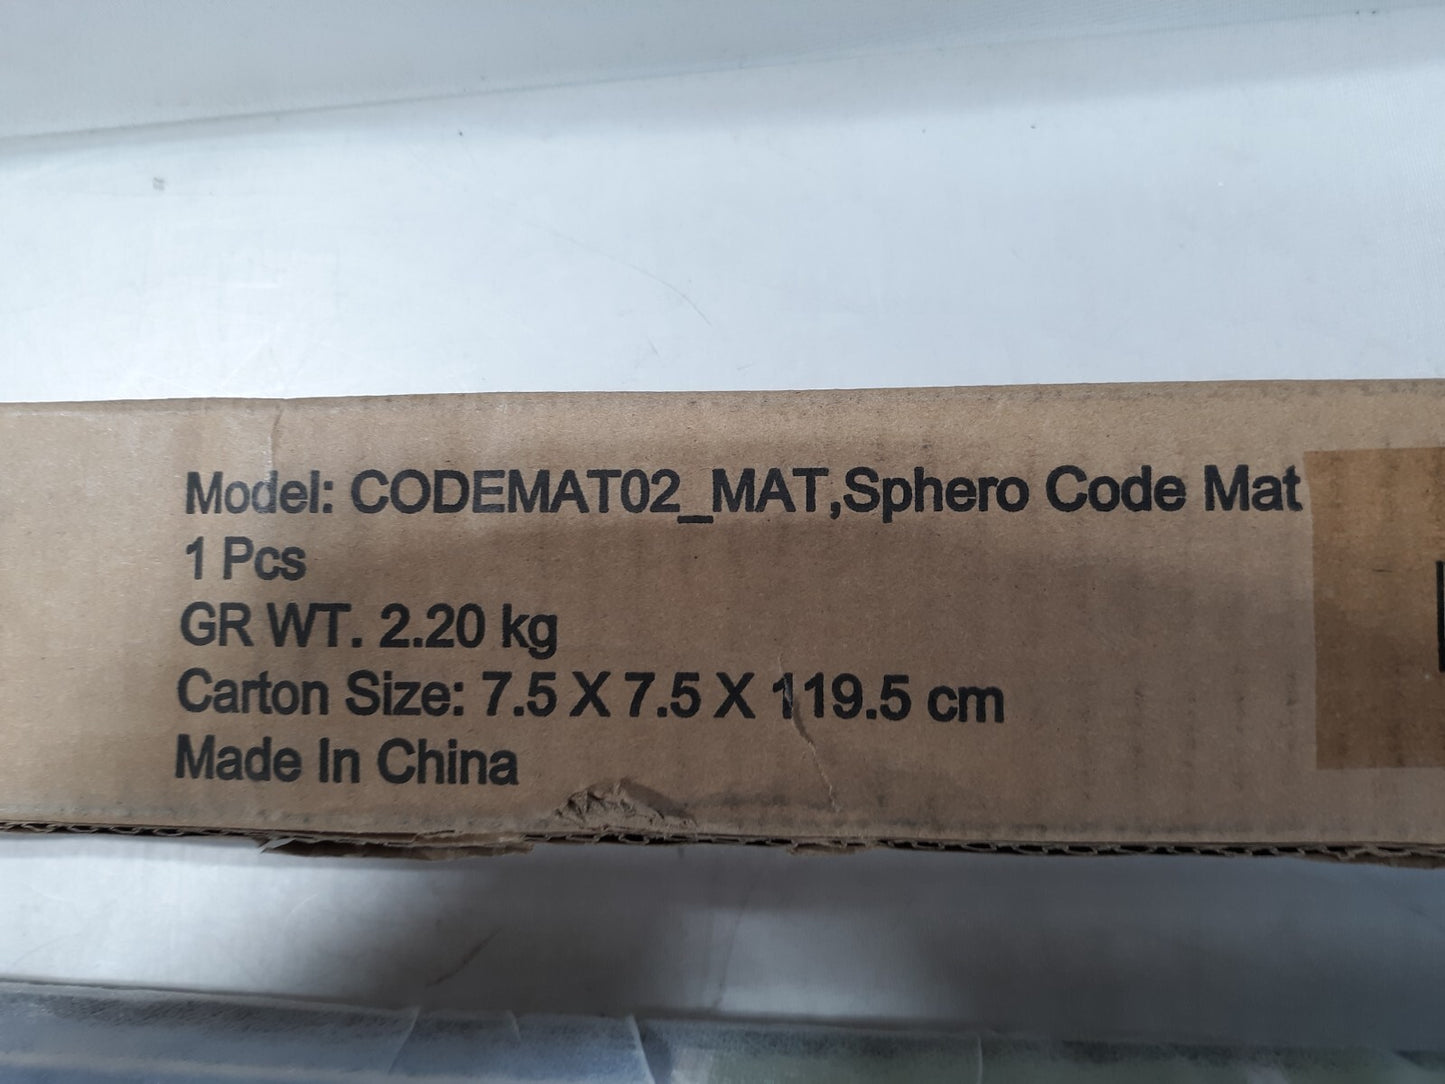 Model: CODEMAT02_MAT,Sphero Code Mat
1 Pcs
GR WT. 2.20 kg
Carton Size: 7.5 X 7.5 X 119.5 cm
Made In China